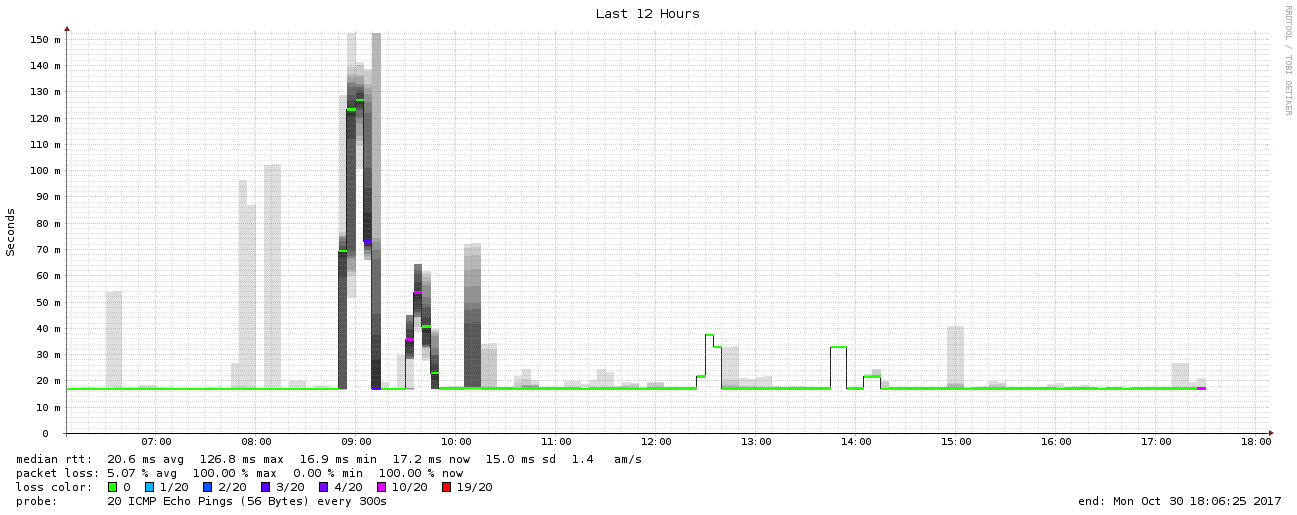 Last 12 Hours
RRDTOOL / TOBI OETIKER
Seconds
150 m
140 m
130 m
120 m
110 m
100 m
90 m
80 m
70 m
60 m
50 m
40 m
30 m
20 m
10 m
0
07:00 08:00 09:00 10:00 11:00 12:00 13:00 14:00 15:00 16:00 17:00 18:00
median rtt: 20.6 ms avg 126.8 ms max 16.9 ms min 17.2 ms now 15.0 ms sd 1.4 am/s
packet loss: 5.07 % avg 100.00 % max 0.00 % min 100.00 % now
loss color: 0 1/20 2/20 3/20 4/20 10/20 19/20
probe: 20 ICMP Echo Pings (56 Bytes) every 300s end: Mon Oct 30 18:06:25 2017